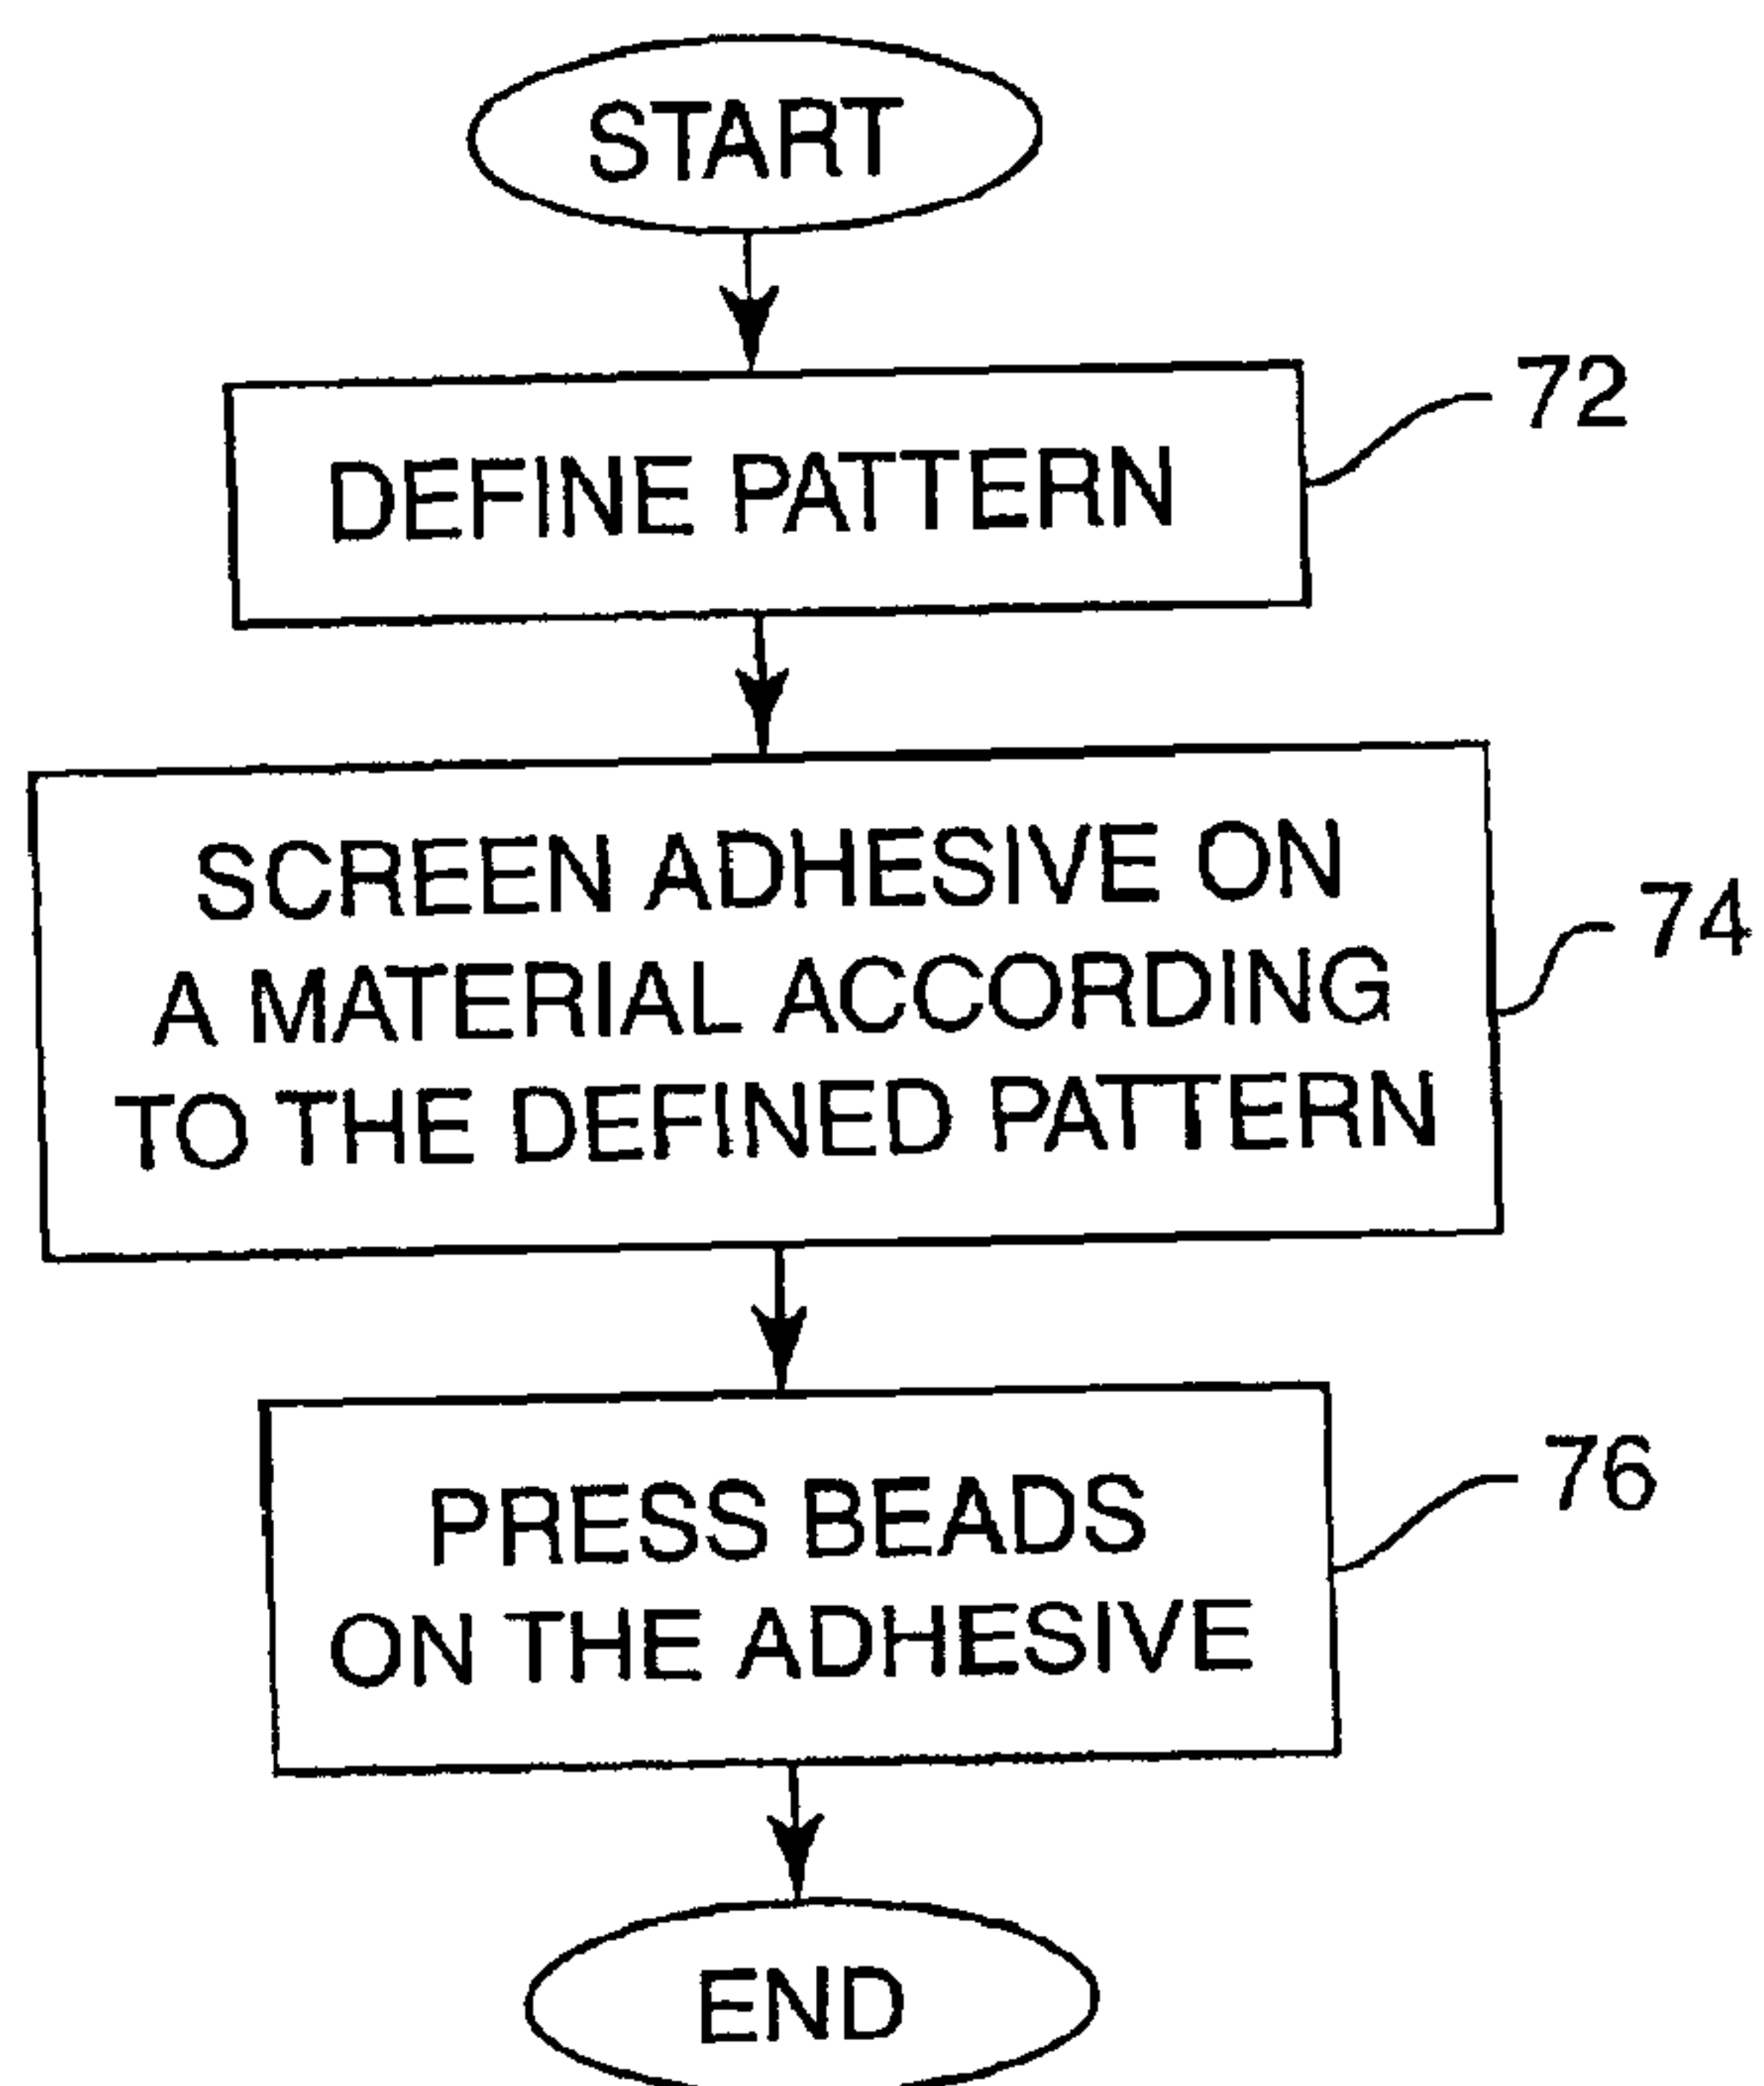 START
72
DEFINE PATTERN
SCREEN ADHESIVE ON
74
A MATERIAL ACCORDING
TO THE DEFINED PATTERN
76
PRESS BEADS
ON THE ADHESIVE
END